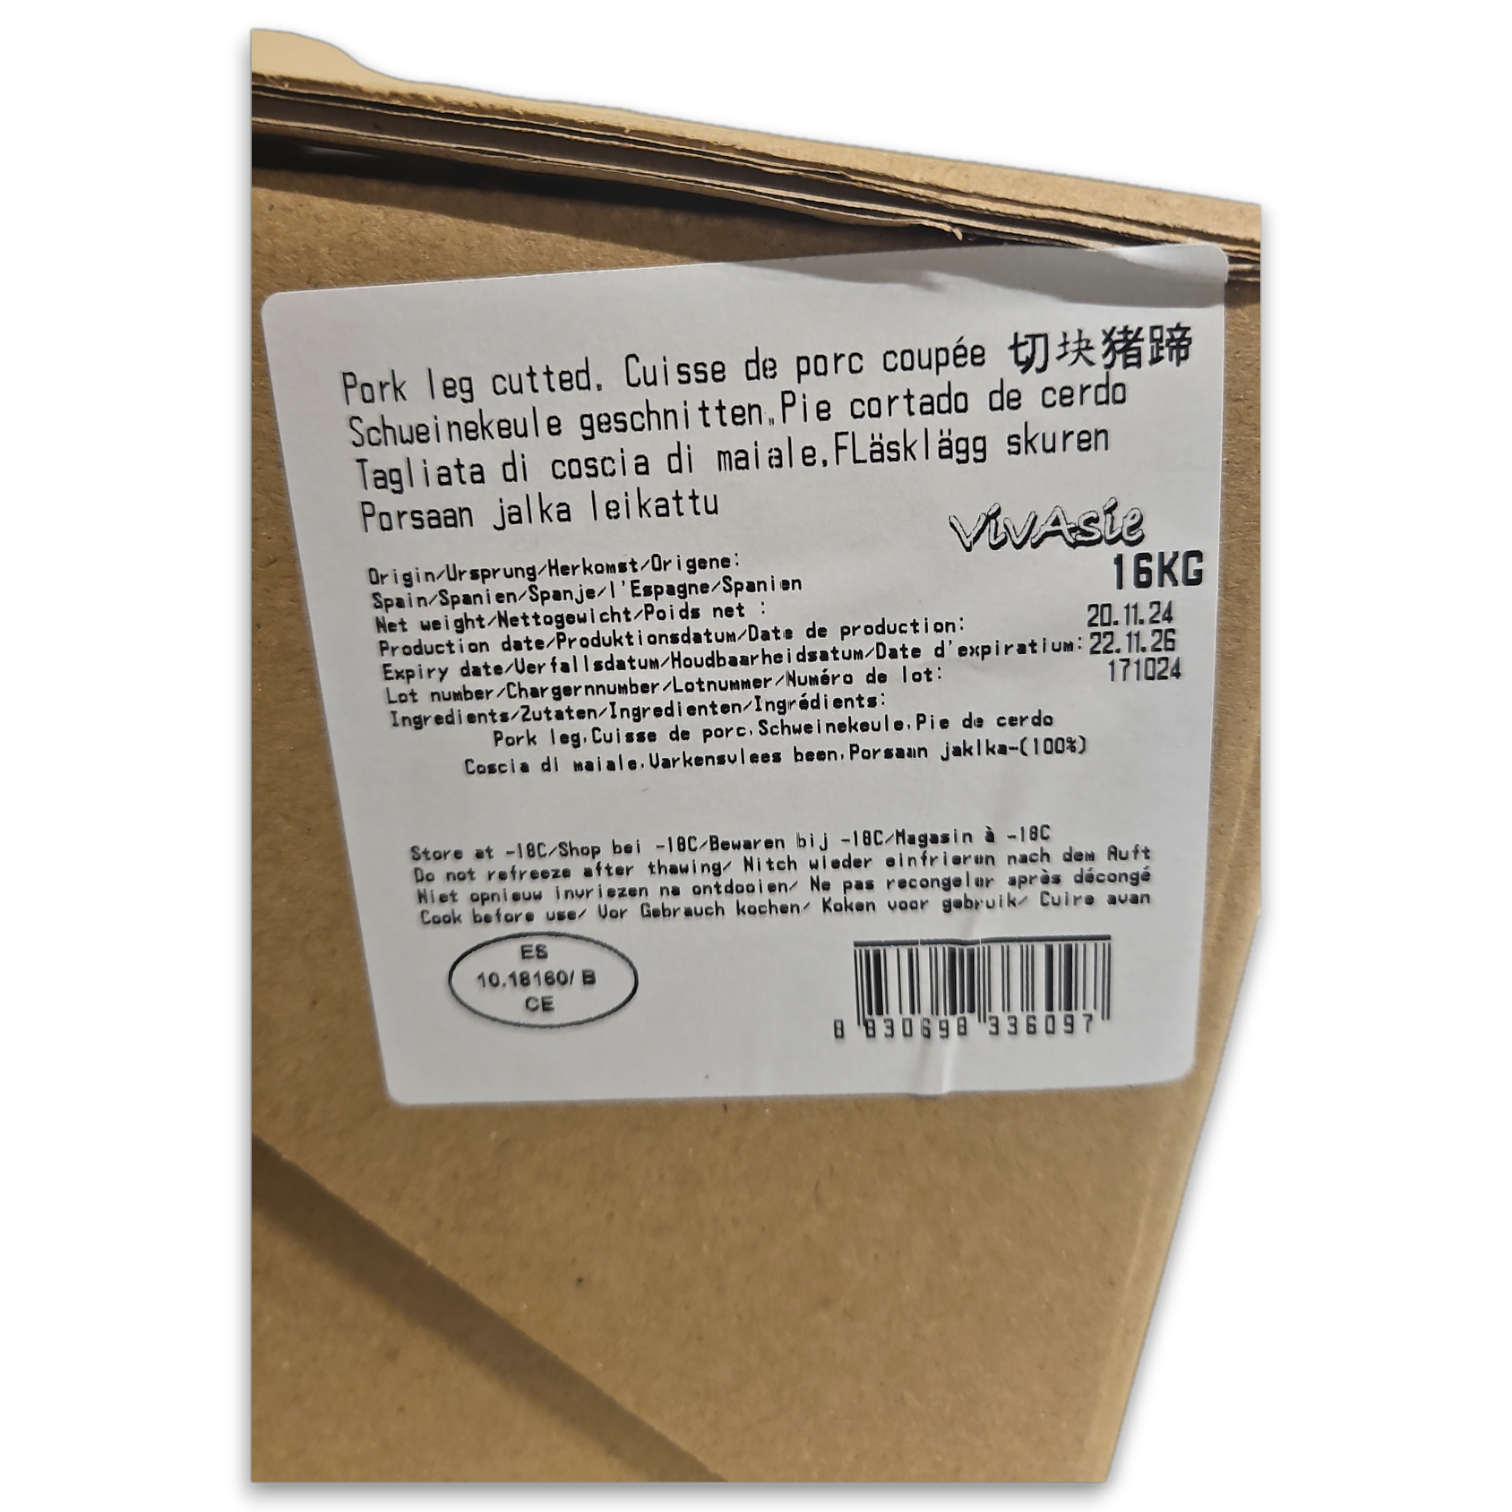 Pork leg cutted, Cuisse de porc coupée 切块猪蹄
Schweinekeule geschnitten,Pie cortado de cerdo
Tagliata di coscia di maiale,FLäsklägg skuren
Porsaan jalka leikattu
VivAsie
Origin/Ursprung/Herkomst/Origene:
Spain/Spanien/Spanje/l'Espagne/Spanien
Net weight/Nettogewicht/Poids net : 16KG
Production date/Produktionsdatum/Date de production: 20.11.24
Expiry date/Verfallsdatum/Houdbaarheidsatum/Date d'expiratium: 22.11.26
Lot number/Chargernnumber/Lotnummer/Numéro de lot: 171024
Ingredients/Zutaten/Ingredienten/Ingrédients:
Pork leg,Cuisse de porc,Schweinekeule,Pie de cerdo
Coscia di maiale,Varkensvlees been,Porsaan jaklka-(100%)
Store at -18C/Shop bei -18C/Bewaren bij -18C/Magasin à -18C
Do not refreeze after thawing/ Nitch wieder einfrieren nach dem Auft
Niet opnieuw invriezen na ontdooien/ Ne pas recongeler après décongé
Cook before use/ Vor Gebrauch kochen/ Koken voor gebruik/ Cuire avan
ES
10.18160/ B
CE
8 830698 336097